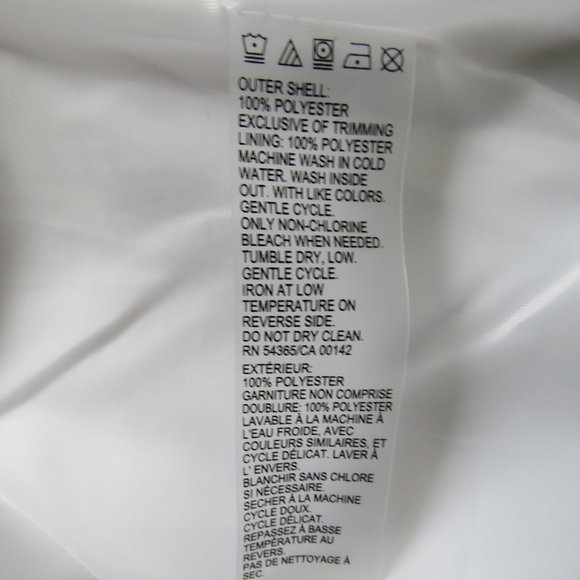 OUTER SHELL:
100% POLYESTER
EXCLUSIVE OF TRIMMING
LINING: 100% POLYESTER
MACHINE WASH IN COLD
WATER. WASH INSIDE
OUT. WITH LIKE COLORS.
GENTLE CYCLE.
ONLY NON-CHLORINE
BLEACH WHEN NEEDED.
TUMBLE DRY, LOW.
GENTLE CYCLE.
IRON AT LOW
TEMPERATURE ON
REVERSE SIDE.
DO NOT DRY CLEAN.
RN 54365/CA 00142
EXTÉRIEUR:
100% POLYESTER
GARNITURE NON COMPRISE
DOUBLURE: 100% POLYESTER
LAVABLE À LA MACHINE À
L'EAU FROIDE, AVEC
COULEURS SIMILAIRES, ET
CYCLE DÉLICAT. LAVER À
L' ENVERS.
BLANCHIR SANS CHLORE
SI NÉCESSAIRE.
SECHER À LA MACHINE
CYCLE DOUX.
CYCLE DÉLICAT.
REPASSEZ À BASSE
TEMPÉRATURE AU
REVERS.
PAS DE NETTOYAGE À
SEC.